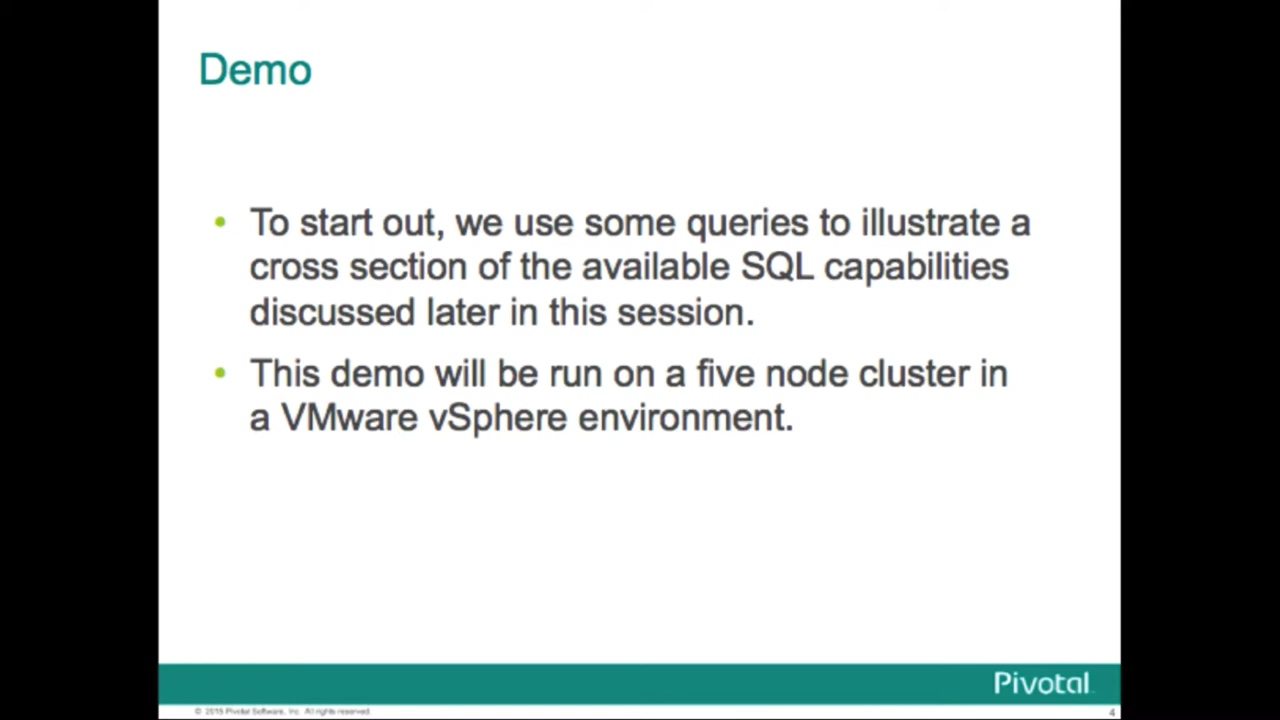 Demo
• To start out, we use some queries to illustrate a
cross section of the available SQL capabilities
discussed later in this session.
• This demo will be run on a five node cluster in
a VMware vSphere environment.
Pivotal
© 2015 Pivotal Software, Inc. All rights reserved.
4